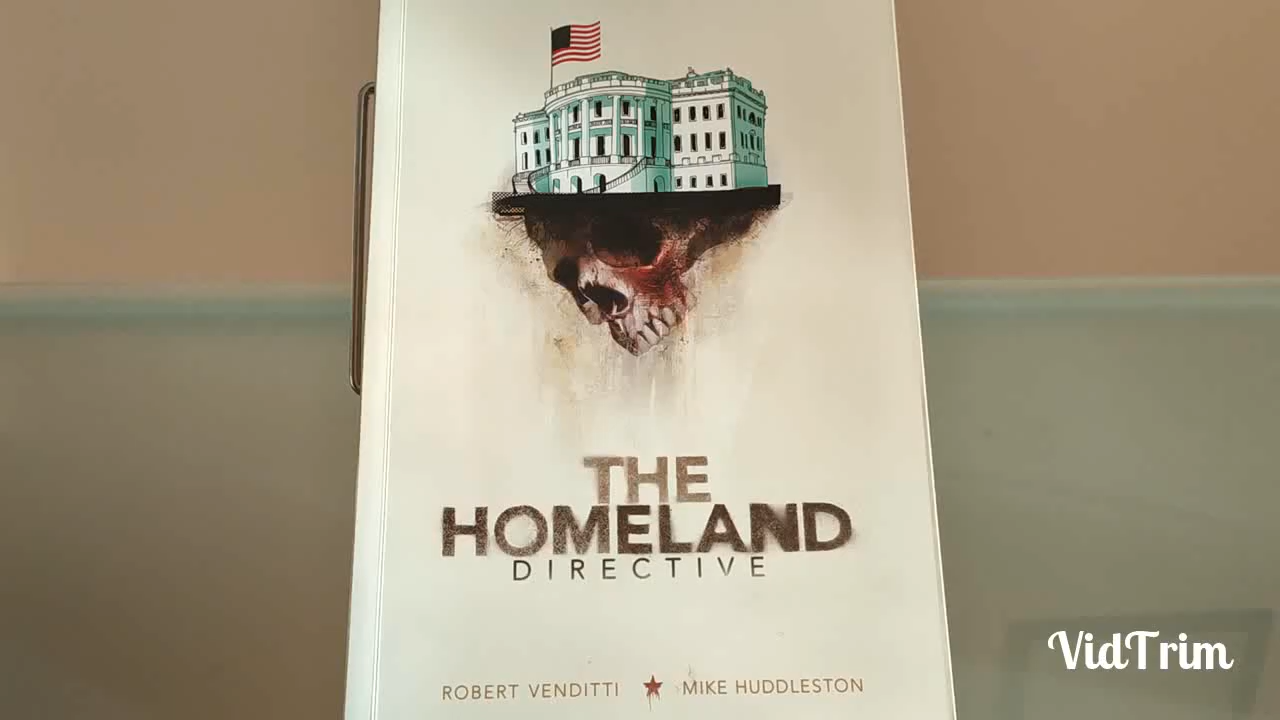 THE
HOMELAND
DIRECTIVE
ROBERT VENDITTI ★ MIKE HUDDLESTON
VidTrim